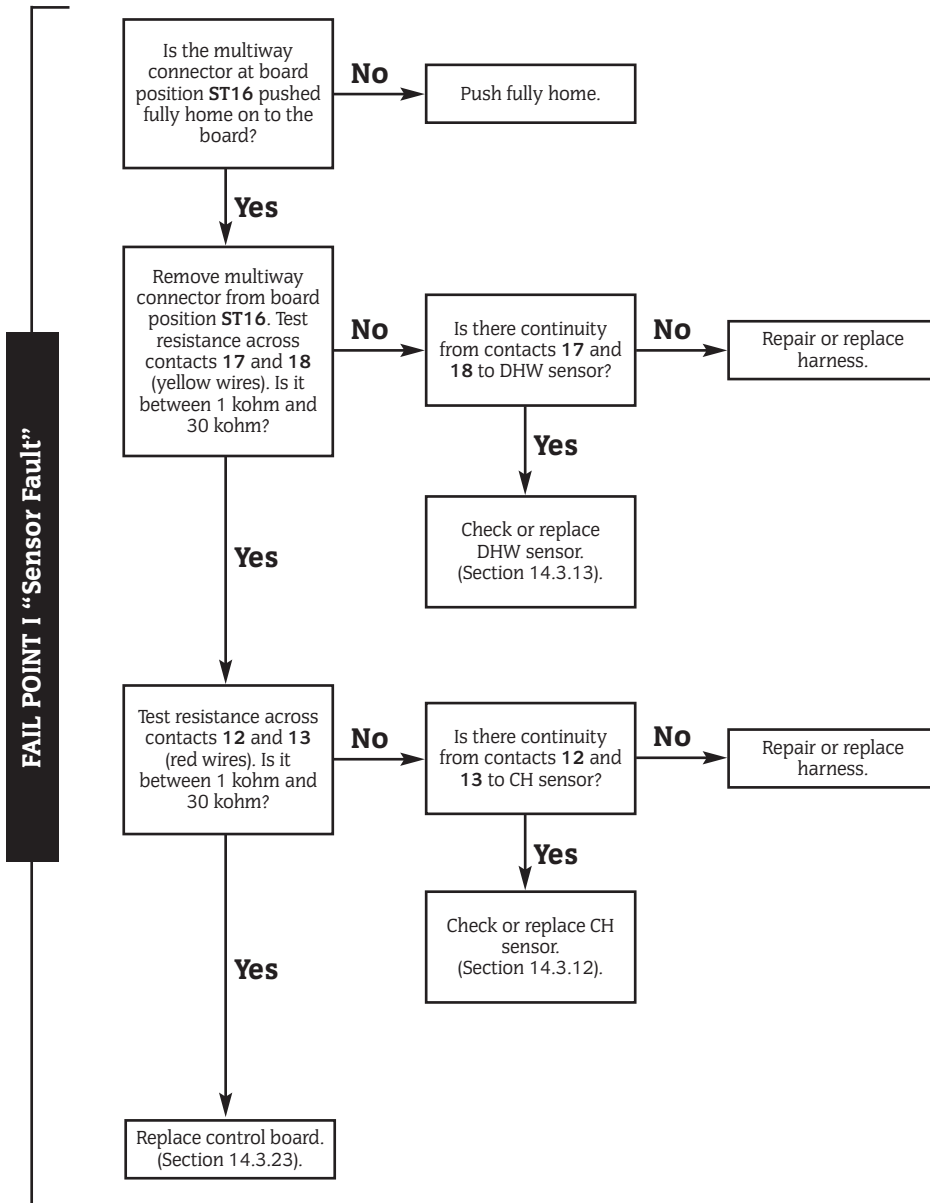 FAIL POINT I “Sensor Fault”
Is the multiway
connector at board
position ST16 pushed
fully home on to the
board?
No
Push fully home.
Yes
Remove multiway
connector from board
position ST16. Test
resistance across
contacts 17 and 18
(yellow wires). Is it
between 1 kohm and
30 kohm?
No
Is there continuity
from contacts 17 and
18 to DHW sensor?
No
Repair or replace
harness.
Yes
Check or replace
DHW sensor.
(Section 14.3.13).
Yes
Test resistance across
contacts 12 and 13
(red wires). Is it
between 1 kohm and
30 kohm?
No
Is there continuity
from contacts 12 and
13 to CH sensor?
No
Repair or replace
harness.
Yes
Check or replace CH
sensor.
(Section 14.3.12).
Yes
Replace control board.
(Section 14.3.23).